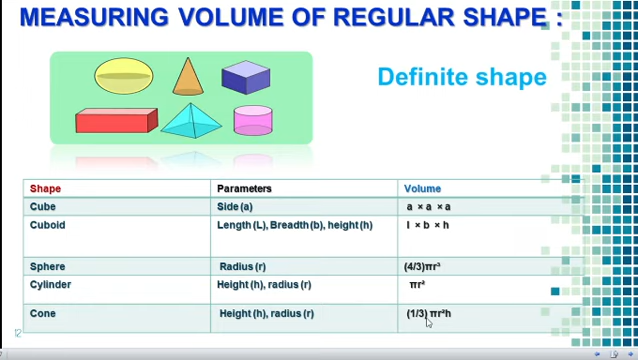 MEASURING VOLUME OF REGULAR SHAPE :
Definite shape
Shape Parameters Volume
Cube Side (a) a × a × a
Cuboid Length (L), Breadth (b), height (h) l × b × h
Sphere Radius (r) (4/3)πr³
Cylinder Height (h), radius (r) πr²
Cone Height (h), radius (r) (1/3) πr²h